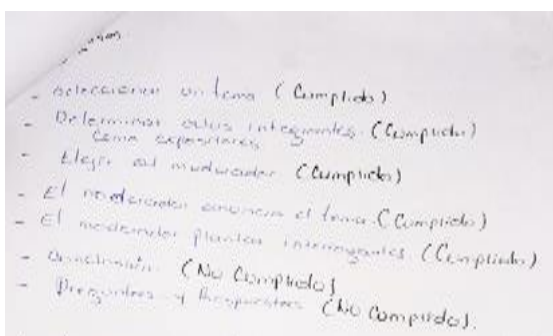 - Seleccionar un tema (Cumplido)
- Determinar a los integrantes (Cumplido)
como expositores
- Elegir al moderador (Cumplido)
- El moderador anuncia el tema (Cumplido)
- El moderador plantea interrogantes (Cumplido)
- (No Cumplido)
- Preguntas y Respuestas (No Cumplido).